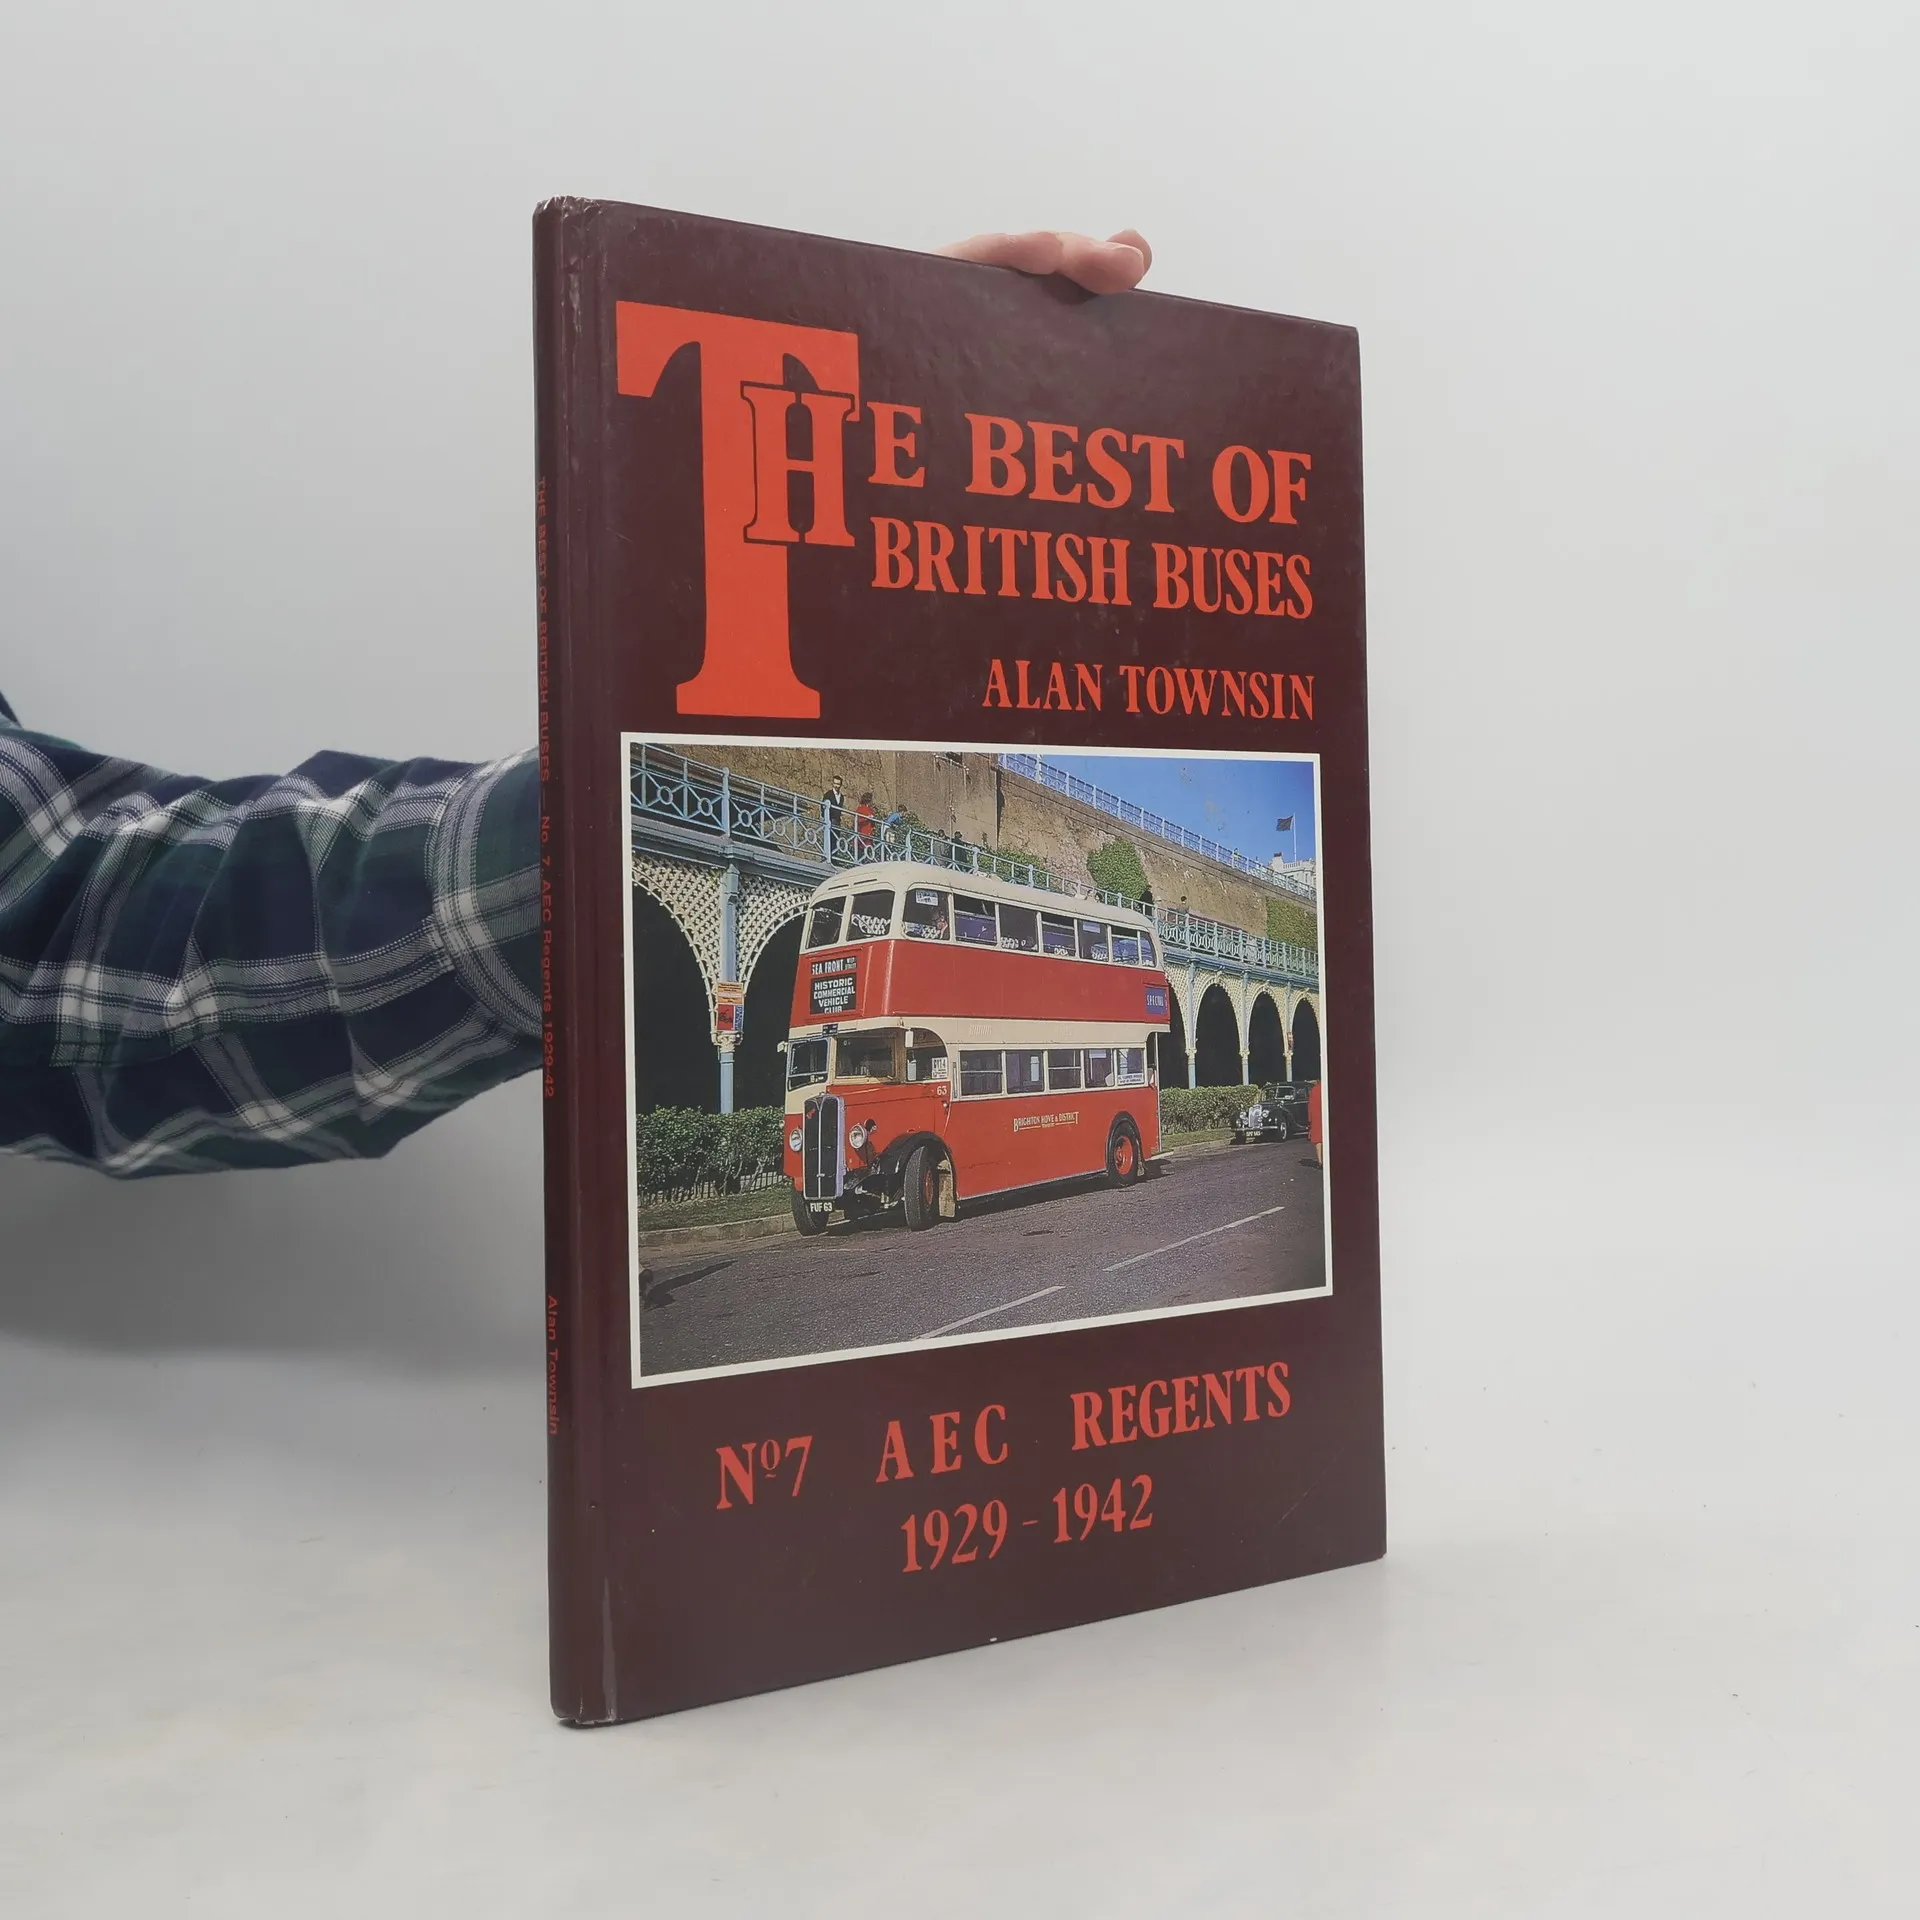 THE BEST OF
BRITISH BUSES
ALAN TOWNSIN
SEA FRONT
HISTORIC
COMMERCIAL
VEHICLE
CLUB
SPECIAL
63
BRIGHTON HOVE & DISTRICT
FUF 63
Nº7 AEC REGENTS
1929-1942
THE BEST OF BRITISH BUSES - No. 7. AEC Regents 1929-42
Alan Townsin